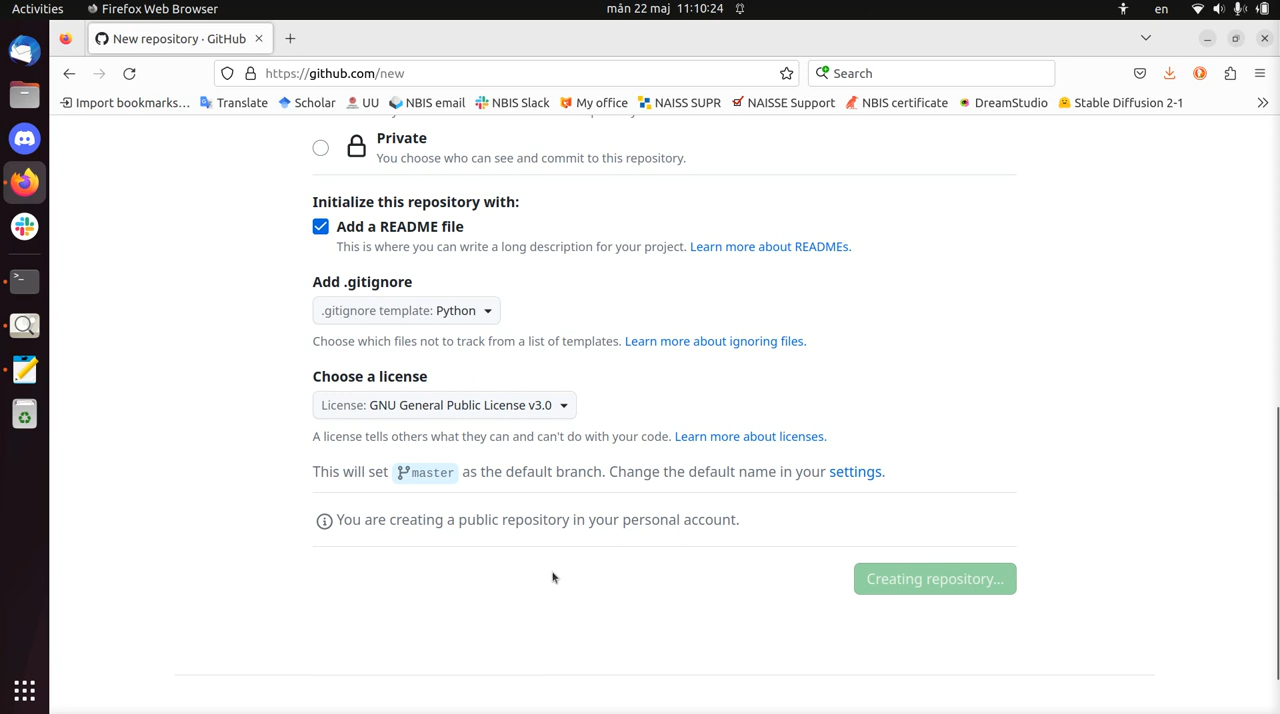 Activities
Firefox Web Browser
mån 22 maj 11:10:24
en
New repository · GitHub
https://github.com/new
Search
Import bookmarks...
Translate
Scholar
UU
NBIS email
NBIS Slack
My office
NAISS SUPR
NAISSE Support
NBIS certificate
DreamStudio
Stable Diffusion 2-1
Private
You choose who can see and commit to this repository.
Initialize this repository with:
Add a README file
This is where you can write a long description for your project. Learn more about READMEs.
Add .gitignore
.gitignore template: Python
Choose which files not to track from a list of templates. Learn more about ignoring files.
Choose a license
License: GNU General Public License v3.0
A license tells others what they can and can't do with your code. Learn more about licenses.
This will set master as the default branch. Change the default name in your settings.
You are creating a public repository in your personal account.
Creating repository...